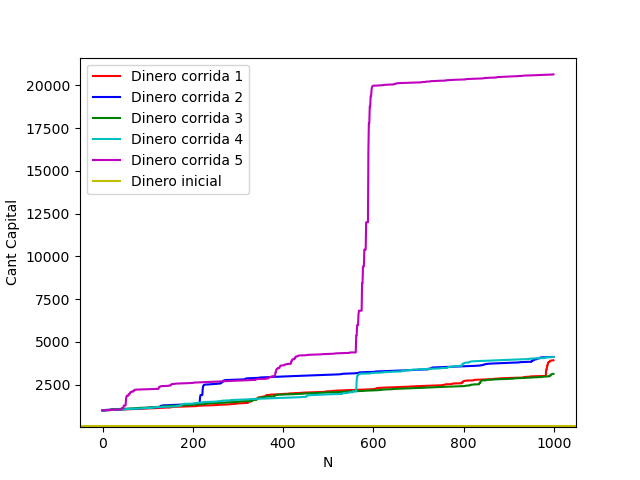 Dinero corrida 1
Dinero corrida 2
Dinero corrida 3
Dinero corrida 4
Dinero corrida 5
Dinero inicial
20000
17500
15000
12500
10000
7500
5000
2500
Cant Capital
0 200 400 600 800 1000
N